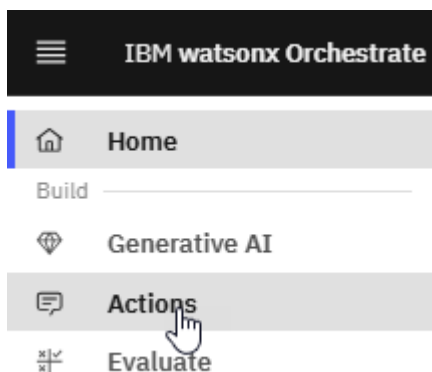 IBM watsonx Orchestrate
Home
Build
Generative AI
Actions
Evaluate